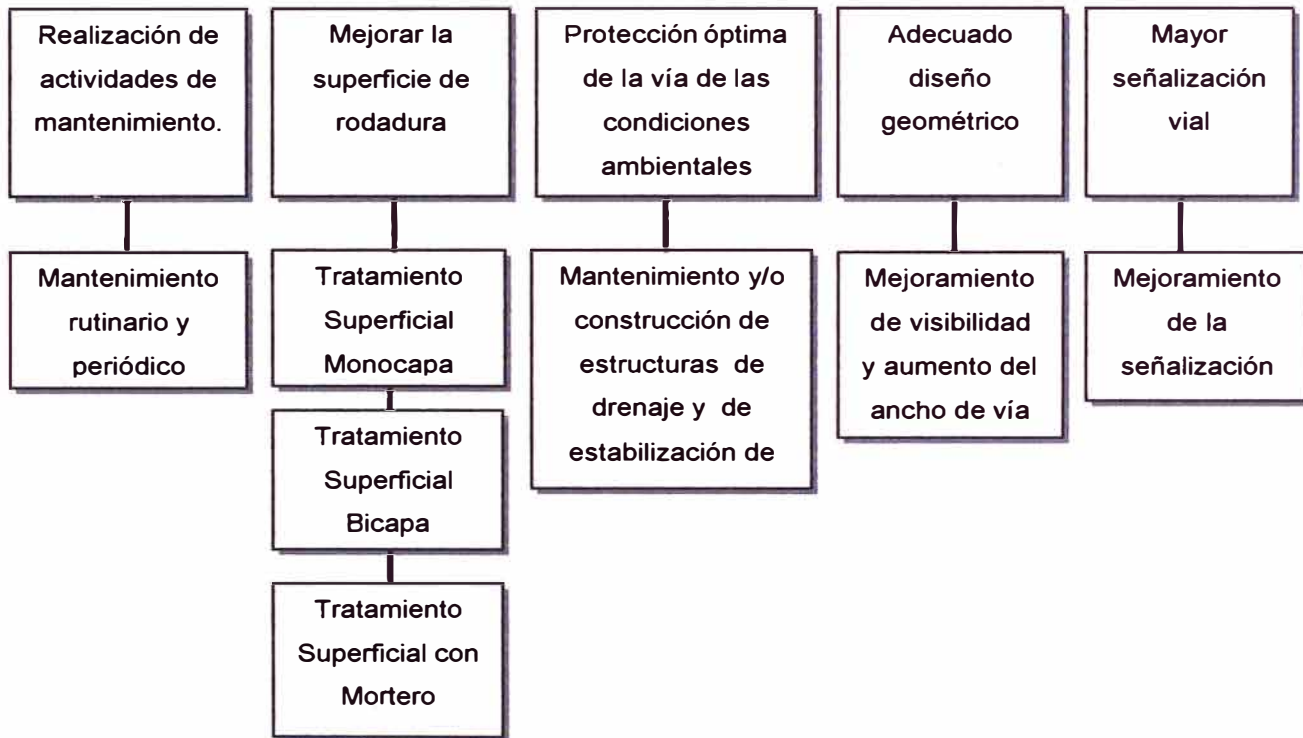 Realización de
actividades de
mantenimiento.
Mejorar la
superficie de
rodadura
Protección óptima
de la vía de las
condiciones
ambientales
Adecuado
diseño
geométrico
Mayor
señalización
vial
Mantenimiento
rutinario y
periódico
Tratamiento
Superficial
Monocapa
Tratamiento
Superficial
Bicapa
Tratamiento
Superficial con
Mortero
Mantenimiento y/o
construcción de
estructuras de
drenaje y de
estabilización de
Mejoramiento
de visibilidad
y aumento del
ancho de vía
Mejoramiento
de la
señalización